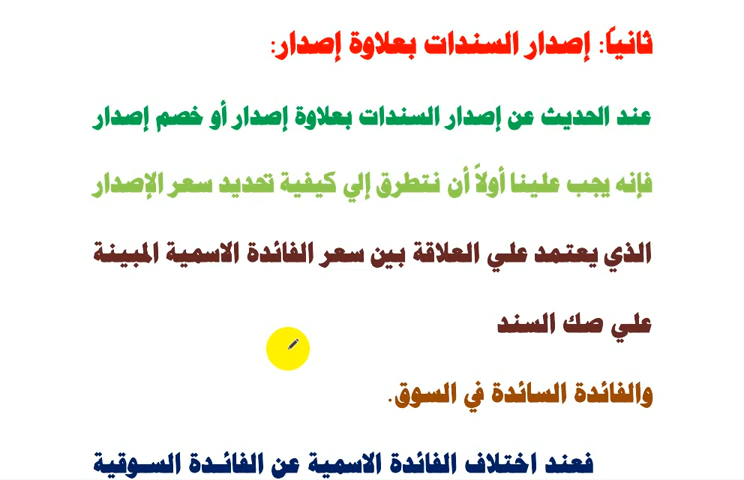 ثانياً: إصدار السندات بعلاوة إصدار:
عند الحديث عن إصدار السندات بعلاوة إصدار أو خصم إصدار
فإنه يجب علينا أولاً أن نتطرق إلي كيفية تحديد سعر الإصدار
الذي يعتمد علي العلاقة بين سعر الفائدة الاسمية المبينة
علي صك السند
والفائدة السائدة في السوق.
فعند اختلاف الفائدة الاسمية عن الفائدة السوقية